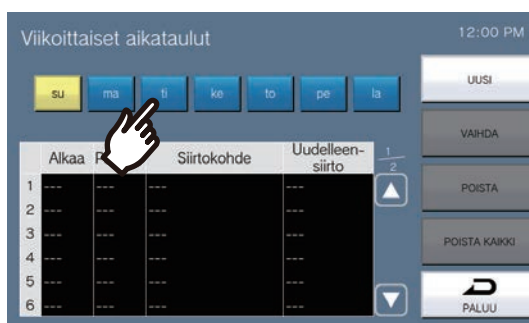 Viikoittaiset aikataulut
12:00 PM
su ma ti ke to pe la
UUSI
VAIHDA
POISTA
POISTA KAIKKI
PALUU
Alkaa Siirtokohde Uudelleen-
siirto
1/2
1 --- --- --- ---
2 --- --- --- ---
3 --- --- --- ---
4 --- --- --- ---
5 --- --- --- ---
6 --- --- --- ---